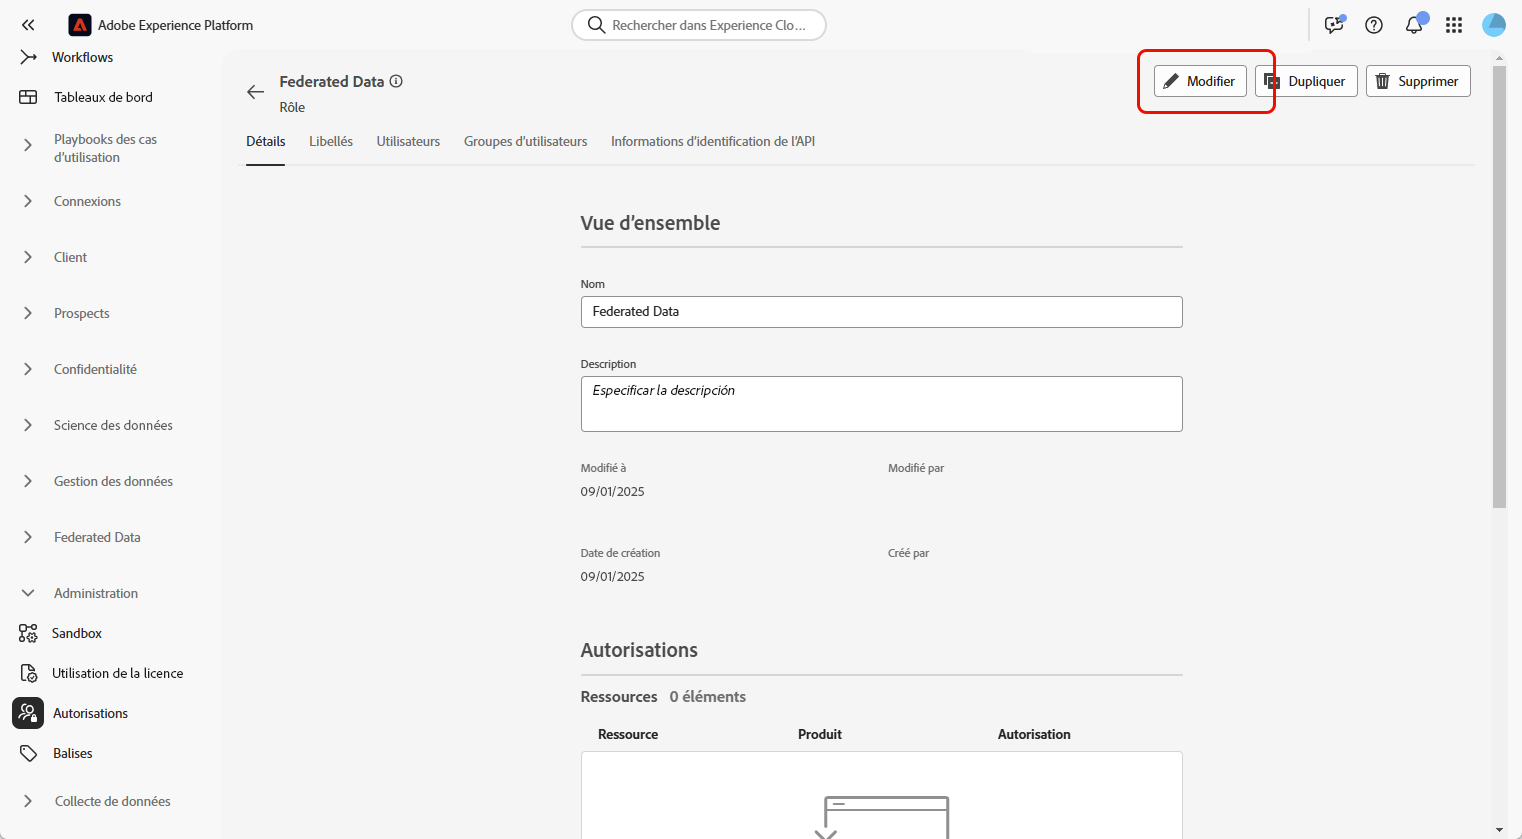 Adobe Experience Platform
Rechercher dans Experience Clo...
Workflows
Tableaux de bord
Playbooks des cas
d'utilisation
Connexions
Client
Prospects
Confidentialité
Science des données
Gestion des données
Federated Data
Administration
Sandbox
Utilisation de la licence
Autorisations
Balises
Collecte de données
Federated Data
Rôle
Modifier
Dupliquer
Supprimer
Détails
Libellés
Utilisateurs
Groupes d'utilisateurs
Informations d'identification de l'API
Vue d'ensemble
Nom
Federated Data
Description
Especificar la descripción
Modifié à
Modifié par
09/01/2025
Date de création
Créé par
09/01/2025
Autorisations
Ressources 0 éléments
Ressource Produit Autorisation